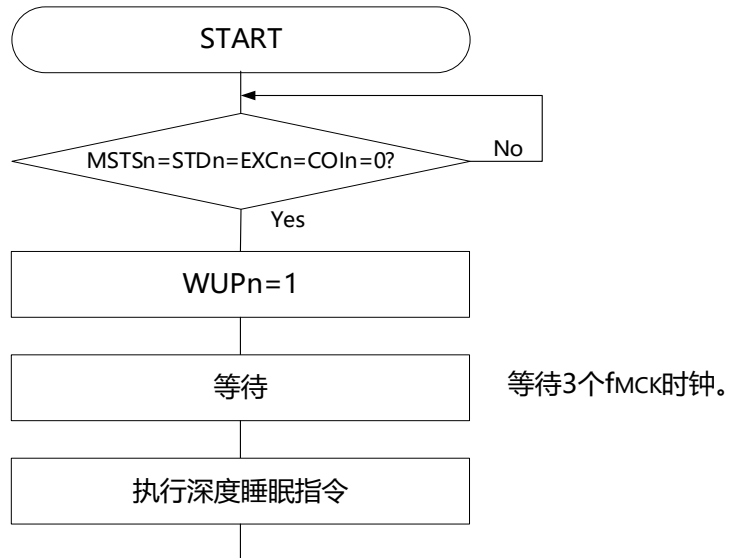 START
MSTSn=STDn=EXCn=COIn=0?
No
Yes
WUPn=1
等待
等待3个fMCK时钟。
执行深度睡眠指令